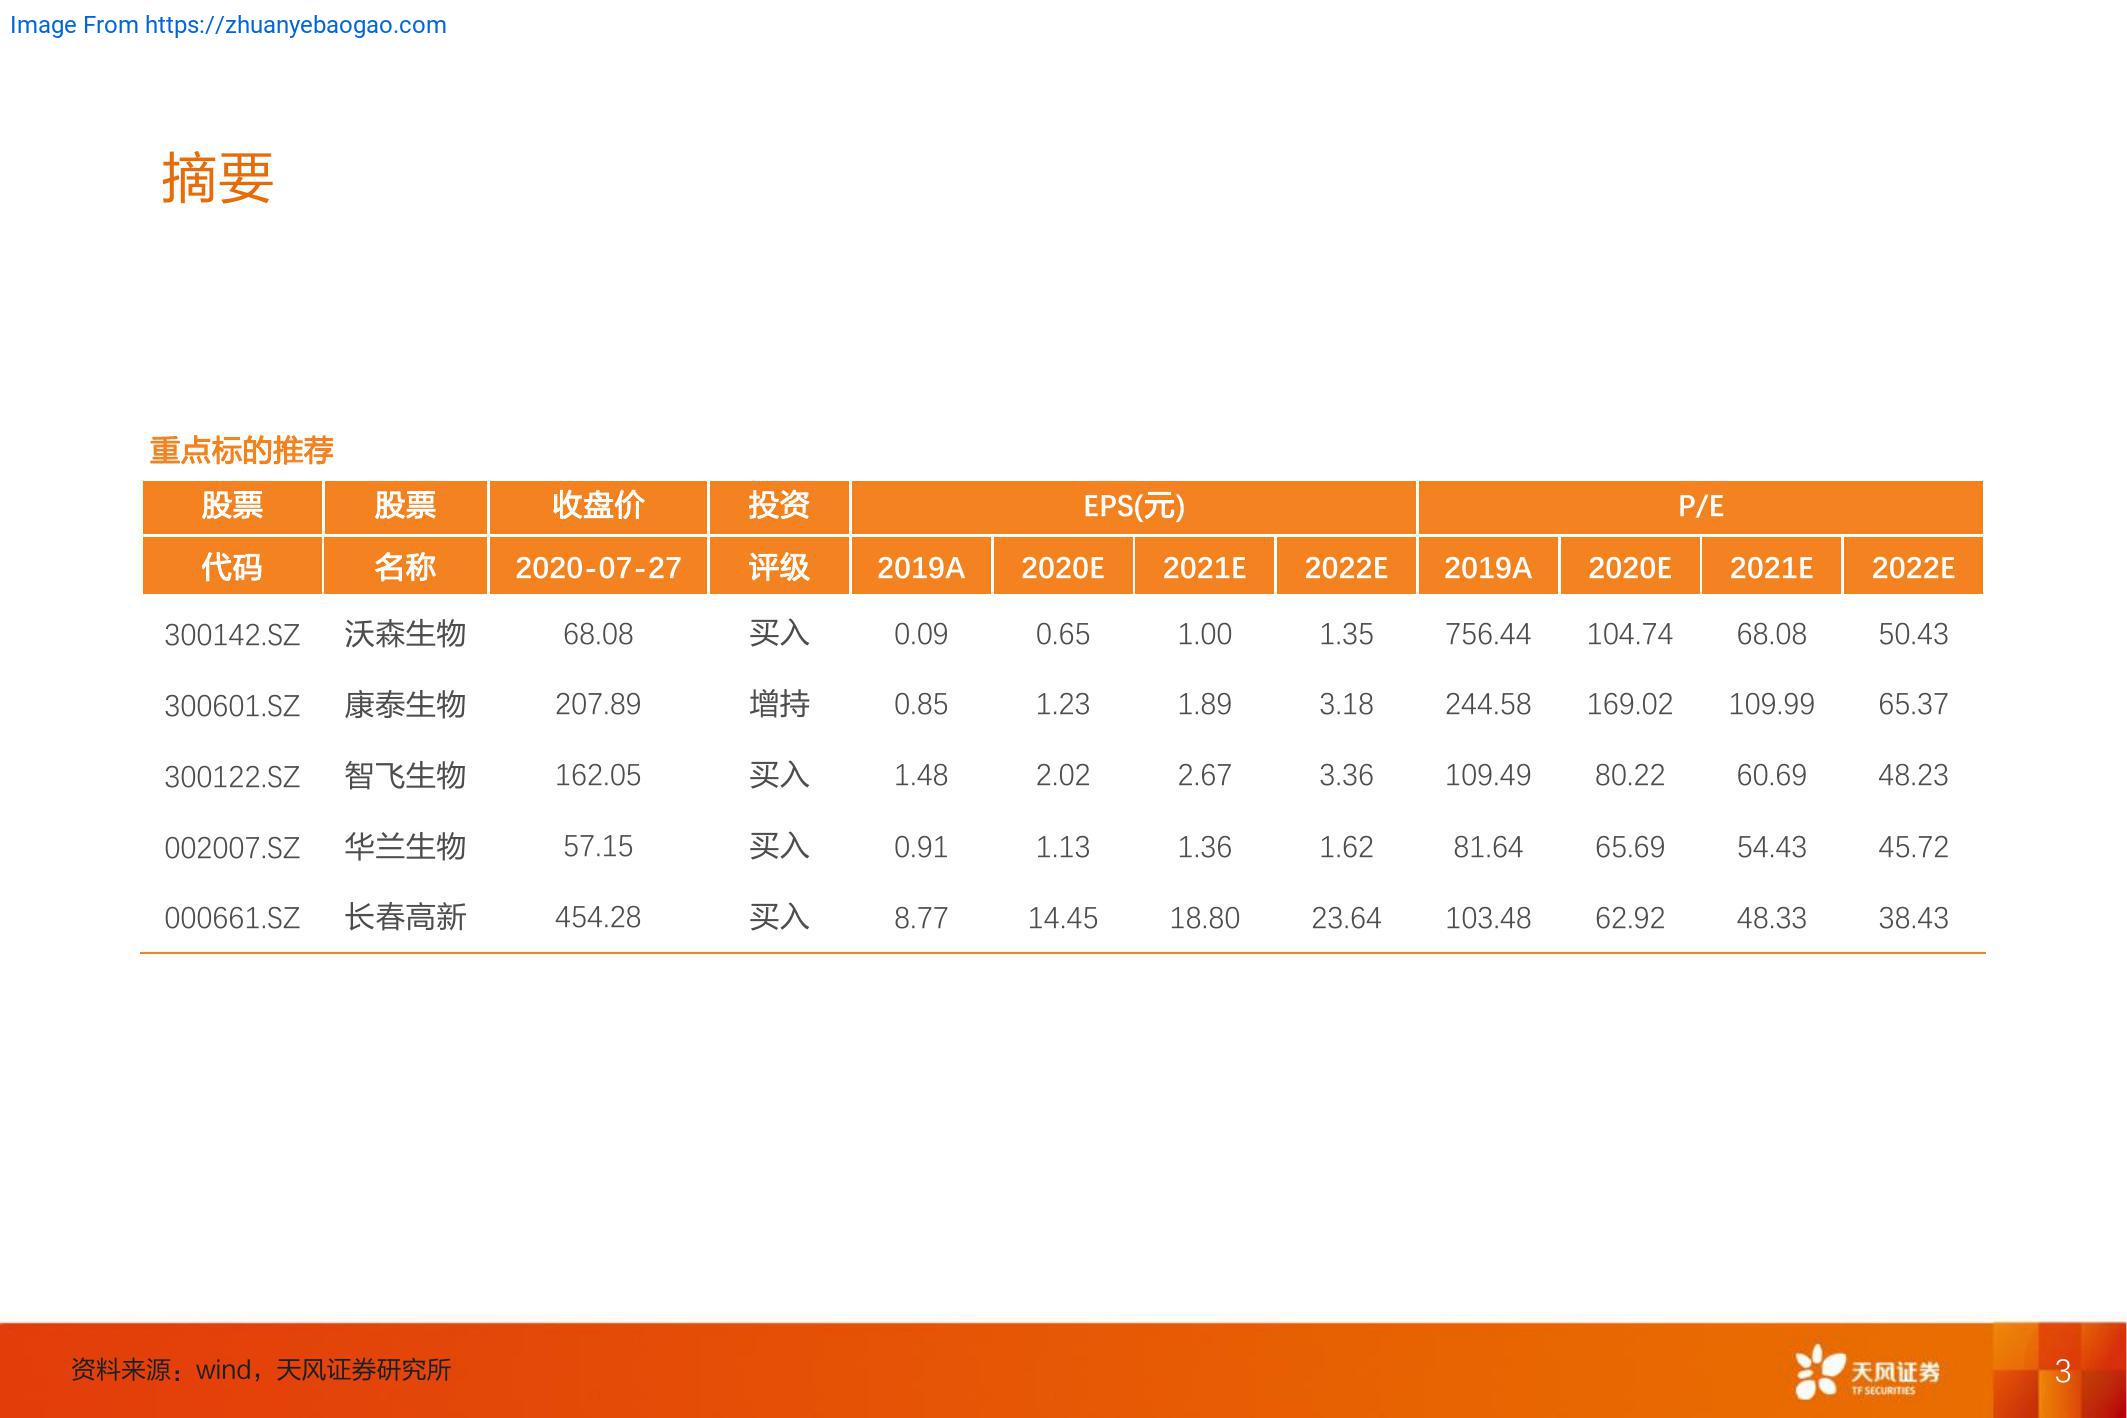 Image From https://zhuanyebaogao.com
摘要
重点标的推荐
股票 股票 收盘价 投资 EPS(元) P/E
代码 名称 2020-07-27 评级 2019A 2020E 2021E 2022E 2019A 2020E 2021E 2022E
300142.SZ 沃森生物 68.08 买入 0.09 0.65 1.00 1.35 756.44 104.74 68.08 50.43
300601.SZ 康泰生物 207.89 增持 0.85 1.23 1.89 3.18 244.58 169.02 109.99 65.37
300122.SZ 智飞生物 162.05 买入 1.48 2.02 2.67 3.36 109.49 80.22 60.69 48.23
002007.SZ 华兰生物 57.15 买入 0.91 1.13 1.36 1.62 81.64 65.69 54.43 45.72
000661.SZ 长春高新 454.28 买入 8.77 14.45 18.80 23.64 103.48 62.92 48.33 38.43
资料来源：wind，天风证券研究所
天风证券
TF SECURITIES
3